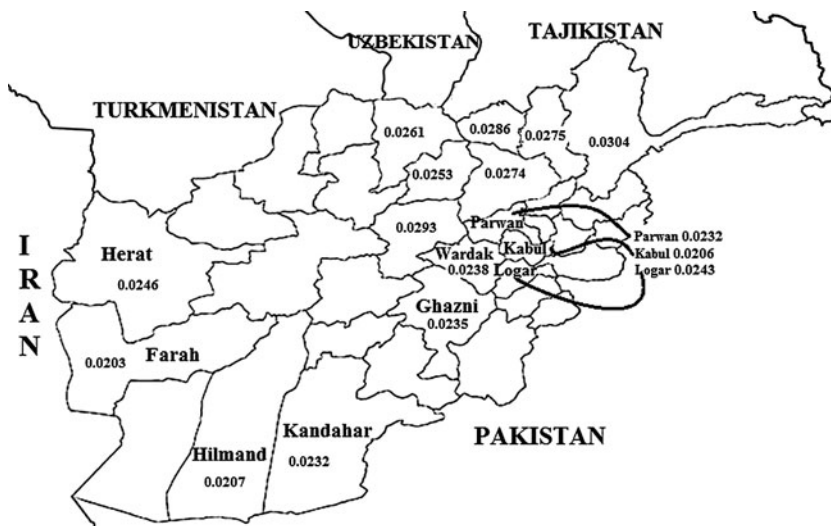 UZBEKISTAN
TAJIKISTAN
TURKMENISTAN
0.0261
0.0286
0.0275
0.0304
0.0253
0.0274
0.0293
Parwan
Parwan 0.0232
Kabul 0.0206
Logar 0.0243
Kabul
Wardak
0.0238
Logar
IRAN
Herat
0.0246
Ghazni
0.0235
0.0203
Farah
Kandahar
0.0232
Hilmand
0.0207
PAKISTAN